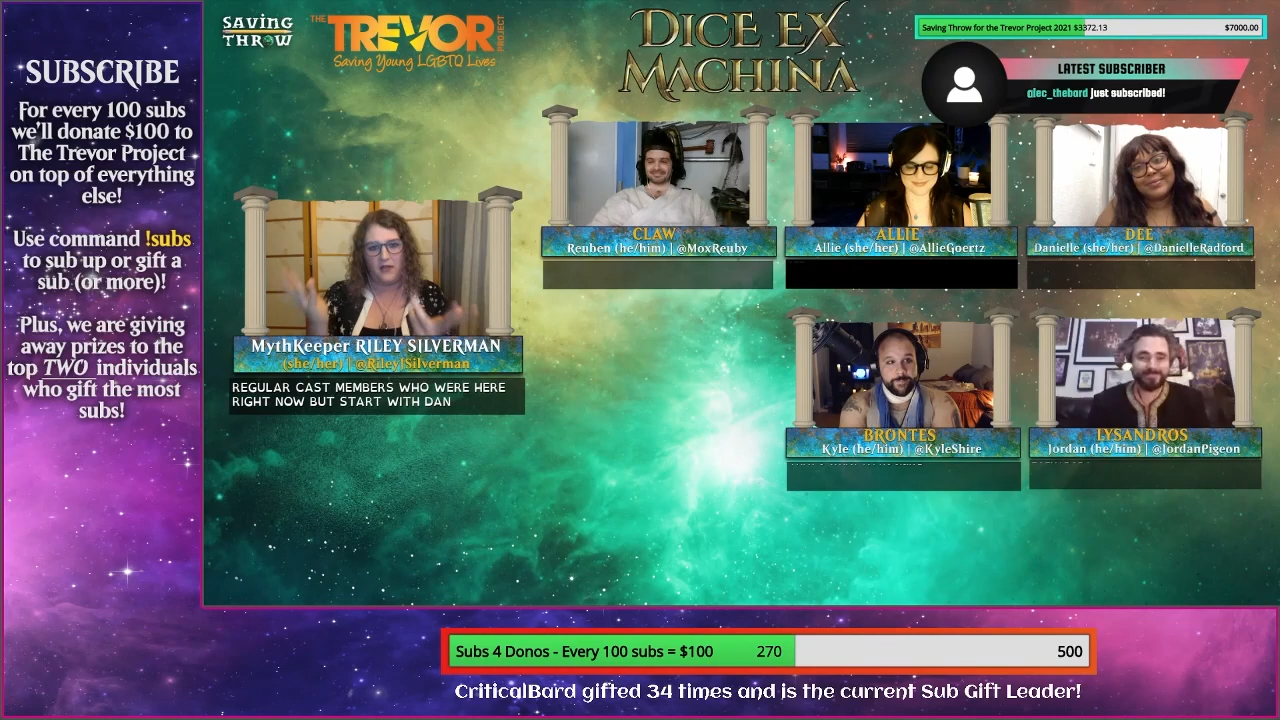 SUBSCRIBE
For every 100 subs
we'll donate $100 to
The Trevor Project
on top of everything
else!
Use command !subs
to sub up or gift a
sub (or more)!
Plus, we are giving
away prizes to the
top TWO individuals
who gift the most
subs!
SAVING
THROW
THE TREVOR PROJECT
Saving Young LGBTQ Lives
DICE EX
MACHINA
Saving Throw for the Trevor Project 2021 $3372.13
$7000.00
LATEST SUBSCRIBER
@alec_thebard just subscribed!
MythKeeper RILEY SILVERMAN
(she/her) | @RileyJSilverman
REGULAR CAST MEMBERS WHO WERE HERE
RIGHT NOW BUT START WITH DAN
CLAW
Reuben (he/him) | @MoxReuby
ALLIE
Allie (she/her) | @AllieGoertz
DEE
Danielle (she/her) | @DanielleRadford
BRONTES
Kyle (he/him) | @KyleShire
LYSANDROS
Jordan (he/him) | @JordanPigeon
Subs 4 Donos - Every 100 subs = $100
270
500
CriticalBard gifted 34 times and is the current Sub Gift Leader!